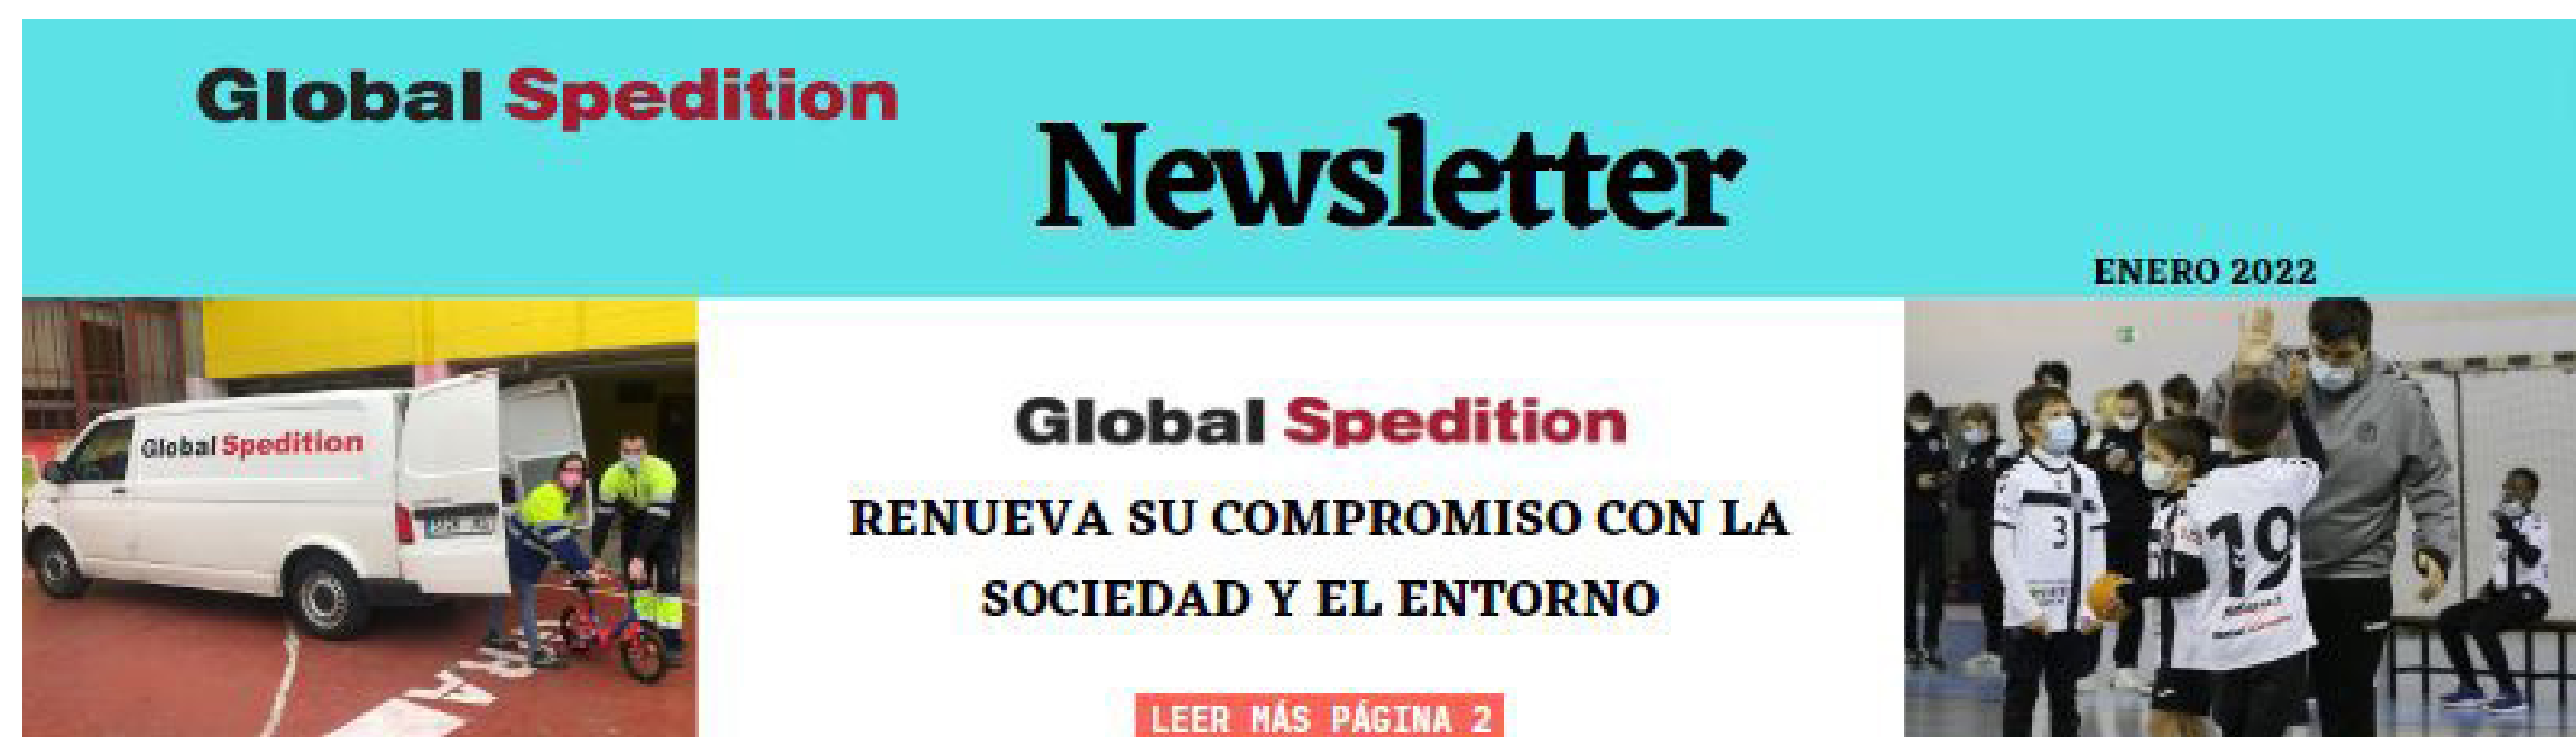 Global Spedition
Newsletter
ENERO 2022
Global Spedition
Global Spedition
RENUEVA SU COMPROMISO CON LA
SOCIEDAD Y EL ENTORNO
LEER MÁS PÁGINA 2
3
19